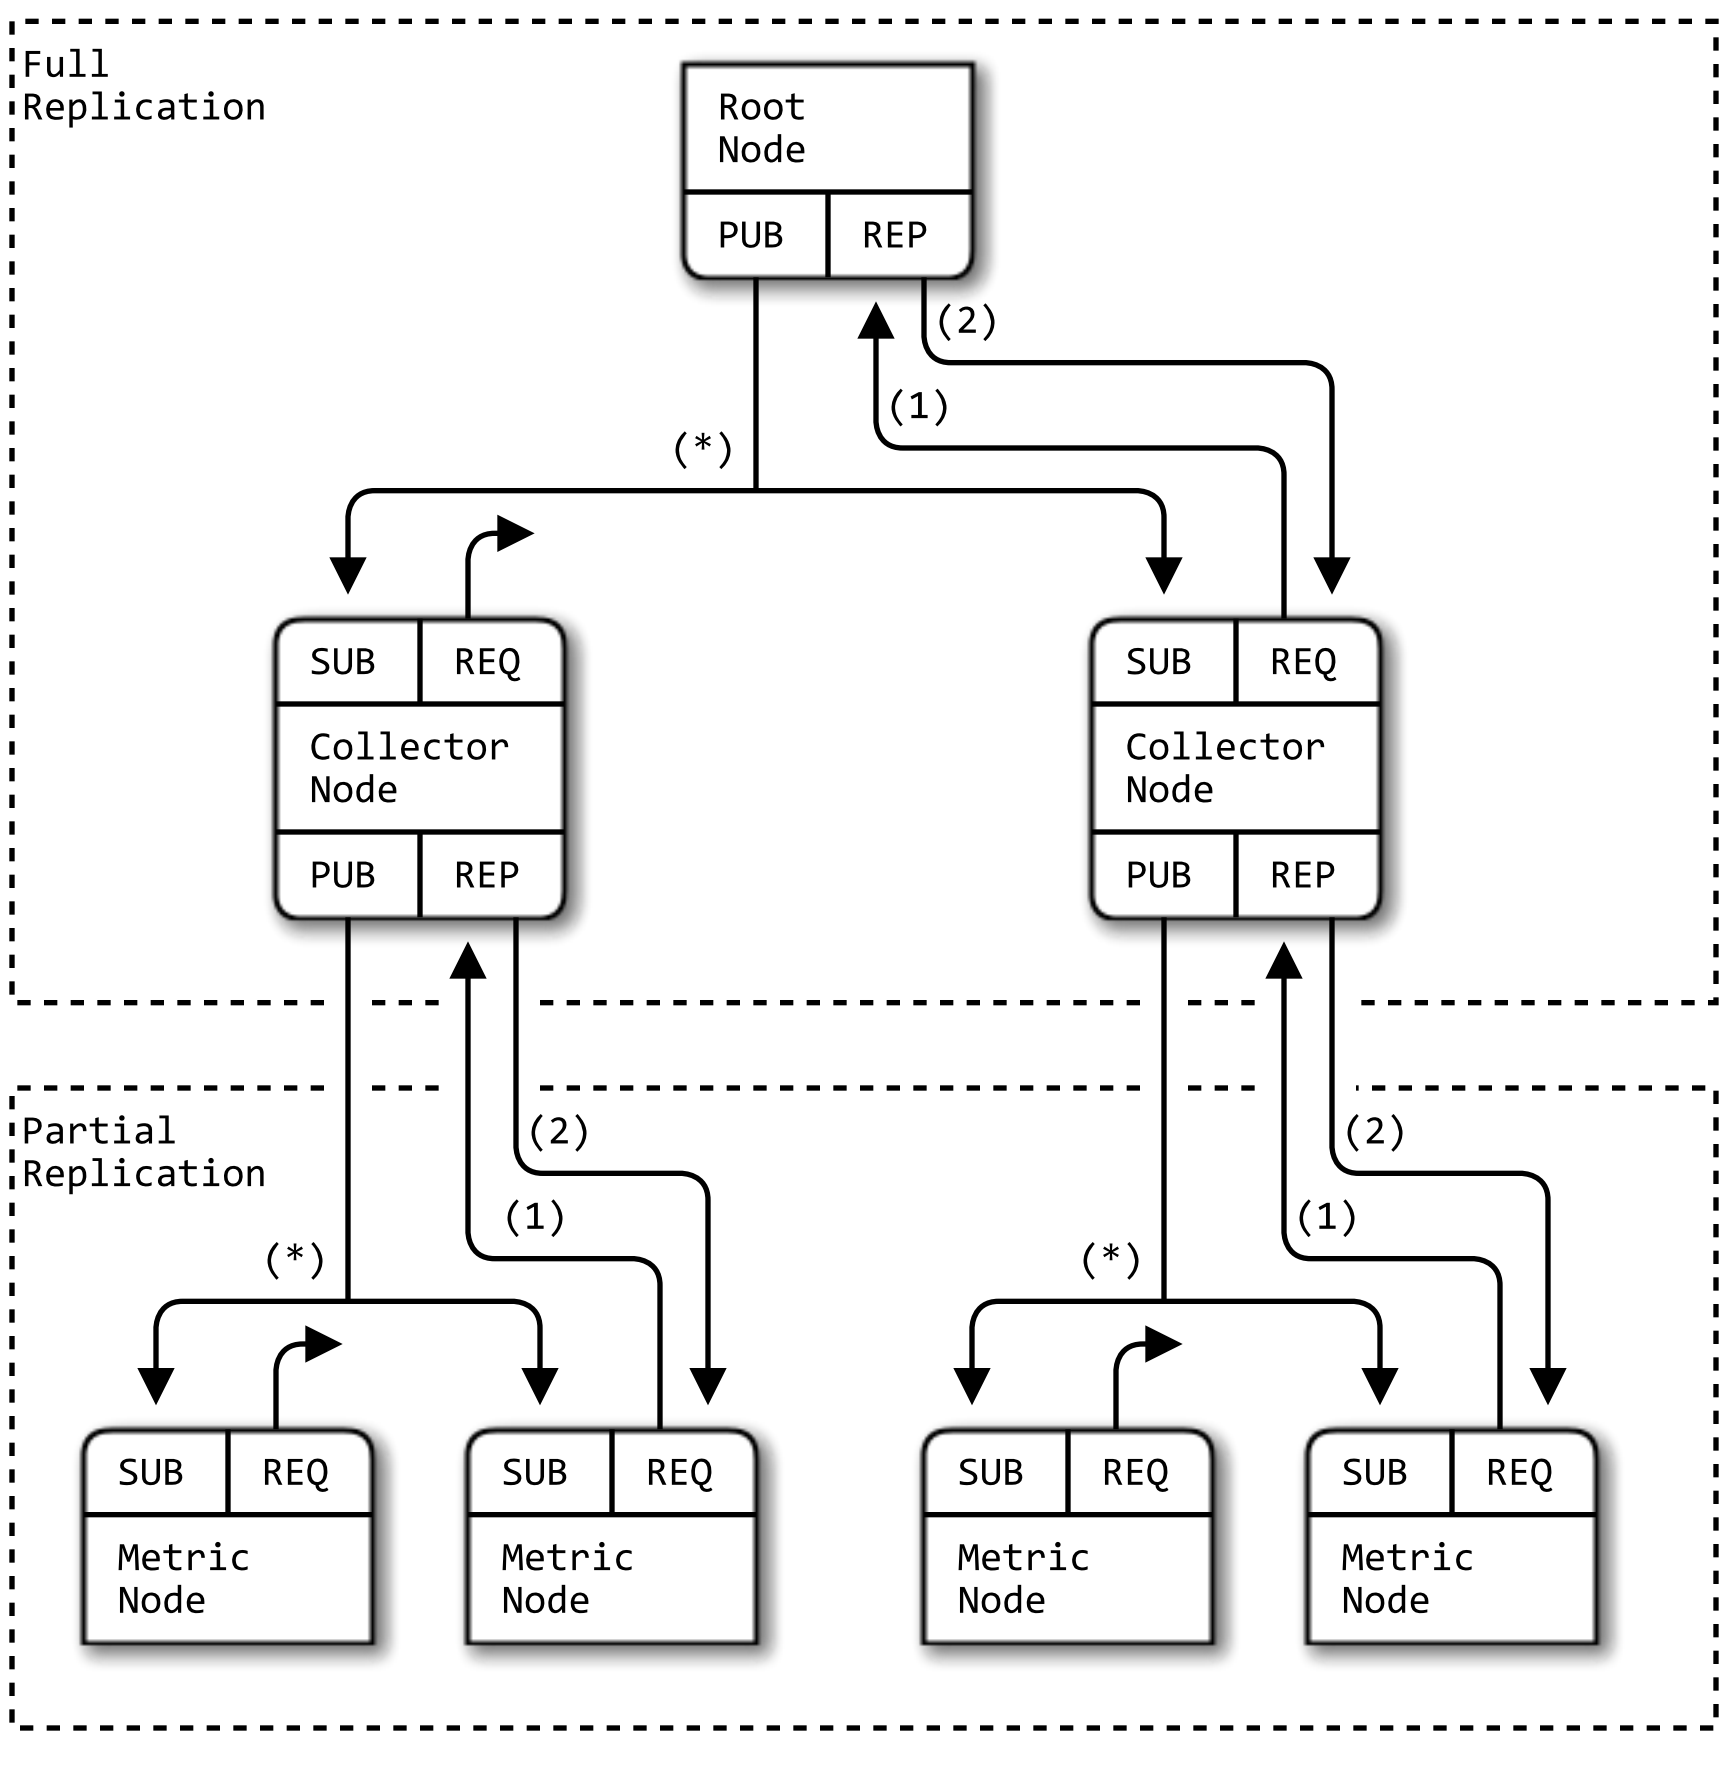 Full
Replication
Root
Node
PUB REP
(2)
(1)
(*)
SUB REQ SUB REQ
Collector Collector
Node Node
PUB REP PUB REP
Partial
Replication
(2) (2)
(1) (1)
(*) (*)
SUB REQ SUB REQ SUB REQ SUB REQ
Metric Metric Metric Metric
Node Node Node Node